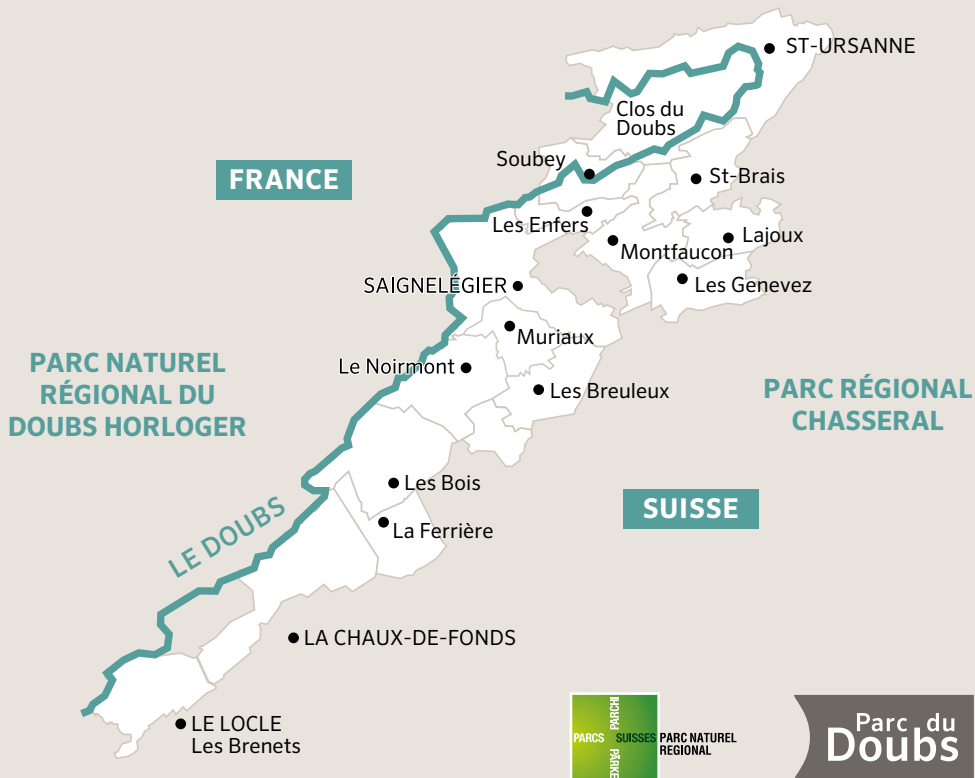 ST-URSANNE
Clos du
Doubs
Soubey
FRANCE
St-Brais
Les Enfers
Lajoux
Montfaucon
SAIGNELÉGIER
Les Genevez
Muriaux
PARC NATUREL
RÉGIONAL DU
DOUBS HORLOGER
Le Noirmont
Les Breuleux
PARC RÉGIONAL
CHASSERAL
Les Bois
SUISSE
LE DOUBS
La Ferrière
LA CHAUX-DE-FONDS
LE LOCLE
Les Brenets
PARCHI
PARCS
SUISSES
PÄRKE
PARC NATUREL
REGIONAL
Parc du
Doubs